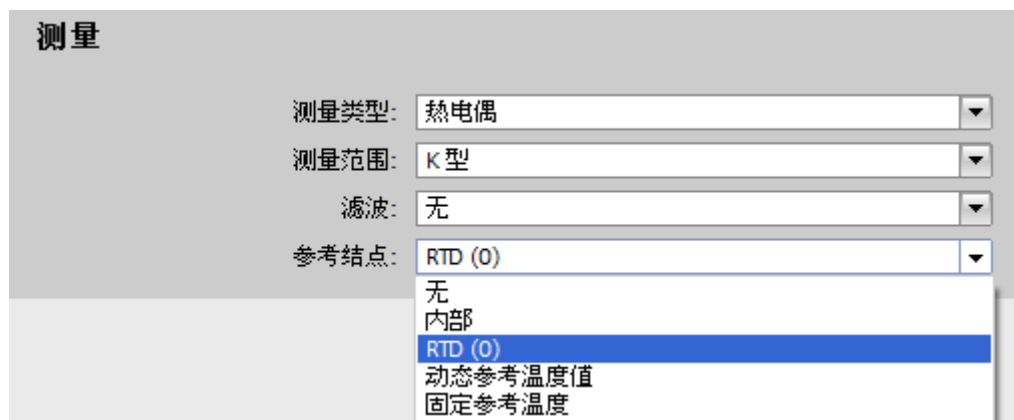 测量
测量类型: 热电偶
测量范围: K 型
滤波: 无
参考结点: RTD (0)
无
内部
RTD (0)
动态参考温度值
固定参考温度